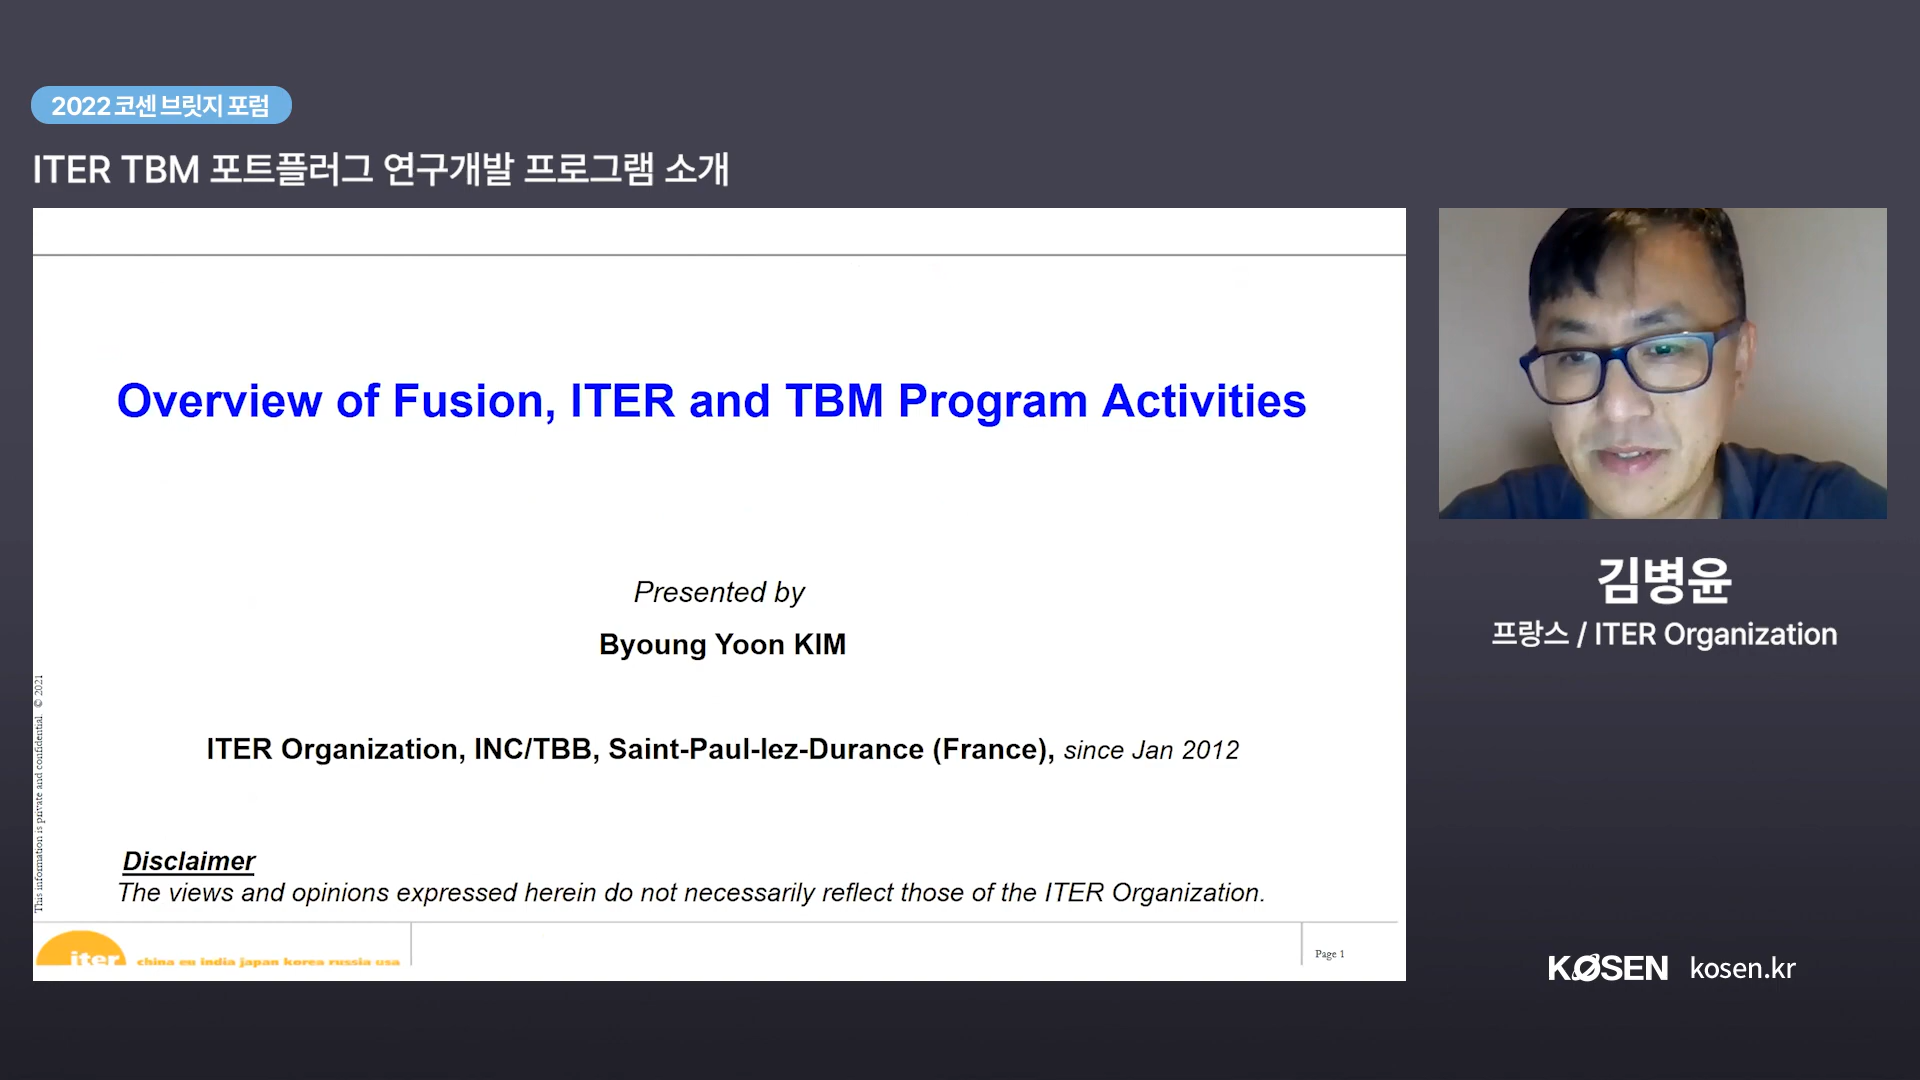 2022 코센 브릿지 포럼
ITER TBM 포트플러그 연구개발 프로그램 소개
Overview of Fusion, ITER and TBM Program Activities
Presented by
Byoung Yoon KIM
ITER Organization, INC/TBB, Saint-Paul-lez-Durance (France), since Jan 2012
Disclaimer
The views and opinions expressed herein do not necessarily reflect those of the ITER Organization.
This information is private and confidential. © 2021
iter
china eu india japan korea russia usa
Page 1
김병윤
프랑스 / ITER Organization
KOSEN kosen.kr